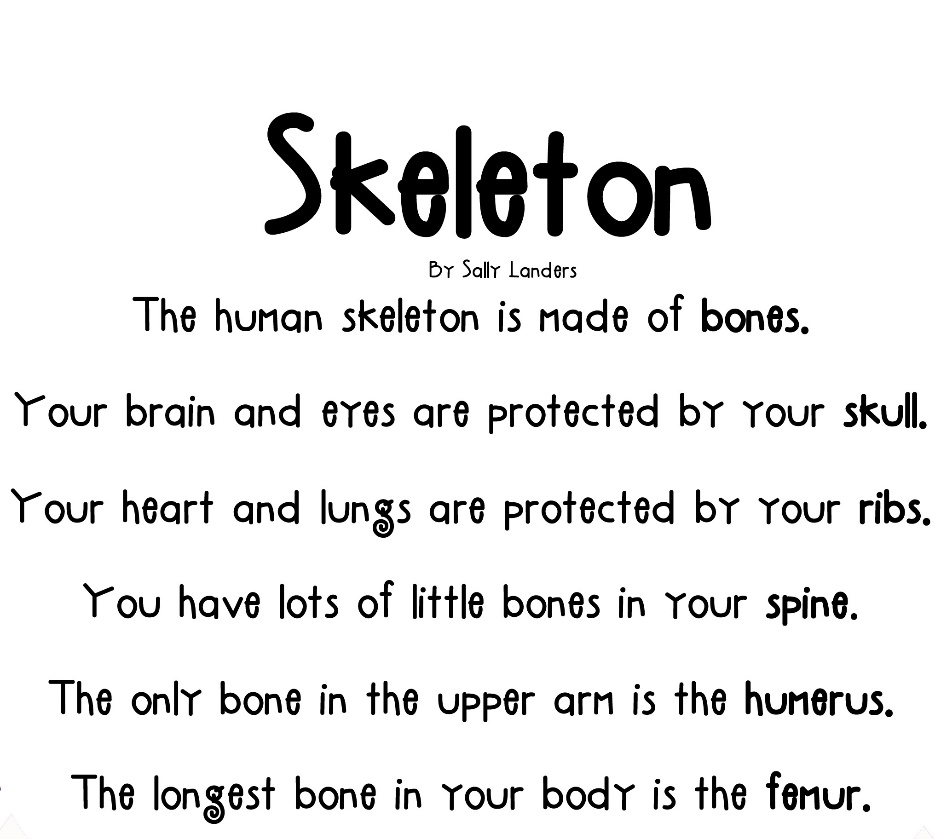 Skeleton
By Sally Landers
The human skeleton is made of bones.
Your brain and eyes are protected by your skull.
Your heart and lungs are protected by your ribs.
You have lots of little bones in your spine.
The only bone in the upper arm is the humerus.
The longest bone in your body is the femur.